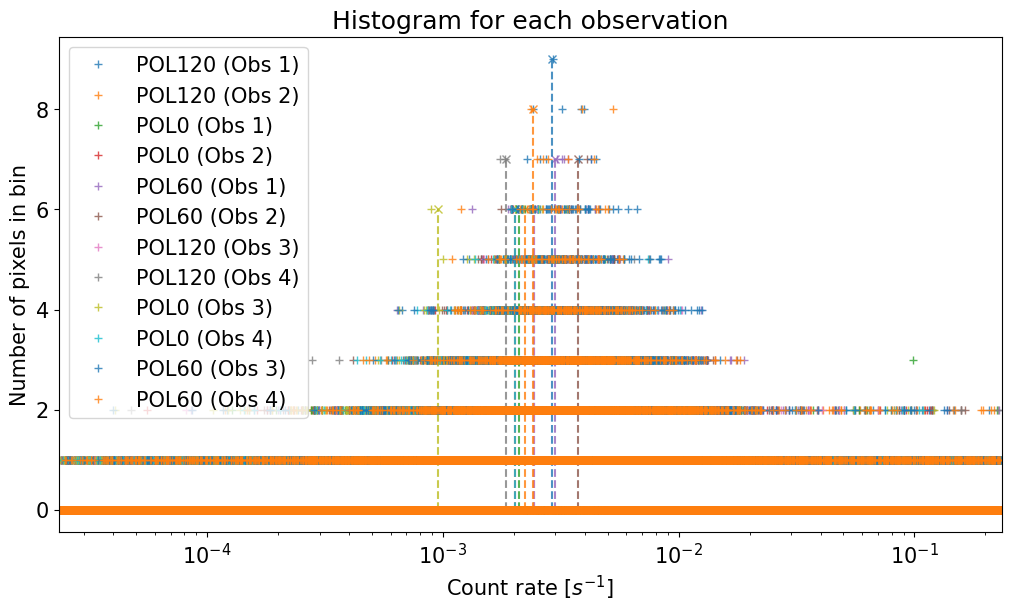 Histogram for each observation
Number of pixels in bin
8
6
4
2
0
POL120 (Obs 1)
POL120 (Obs 2)
POL0 (Obs 1)
POL0 (Obs 2)
POL60 (Obs 1)
POL60 (Obs 2)
POL120 (Obs 3)
POL120 (Obs 4)
POL0 (Obs 3)
POL0 (Obs 4)
POL60 (Obs 3)
POL60 (Obs 4)
10⁻⁴ 10⁻³ 10⁻² 10⁻¹
Count rate [s⁻¹]